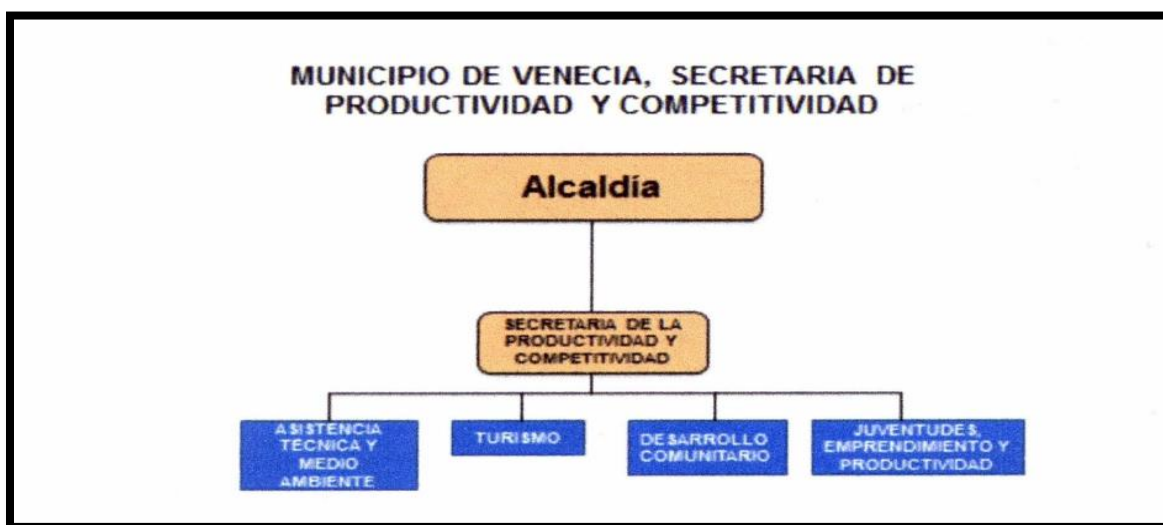 MUNICIPIO DE VENECIA, SECRETARIA DE
PRODUCTIVIDAD Y COMPETITIVIDAD
Alcaldía
SECRETARIA DE LA
PRODUCTIVIDAD Y
COMPETITIVIDAD
ASISTENCIA
TECNICA Y
MEDIO
AMBIENTE
TURISMO
DESARROLLO
COMUNITARIO
JUVENTUDES,
EMPRENDIMIENTO Y
PRODUCTIVIDAD